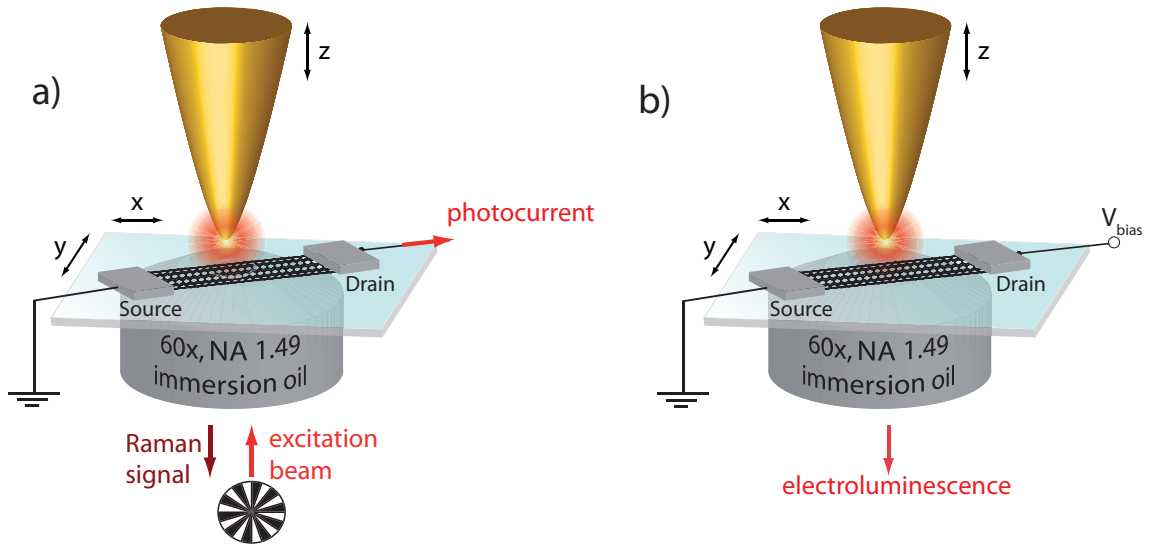 a)
z
x
y
photocurrent
Drain
Source
60x, NA 1.49
immersion oil
Raman
signal
excitation
beam
b)
z
x
y
V_bias
Drain
Source
60x, NA 1.49
immersion oil
electroluminescence